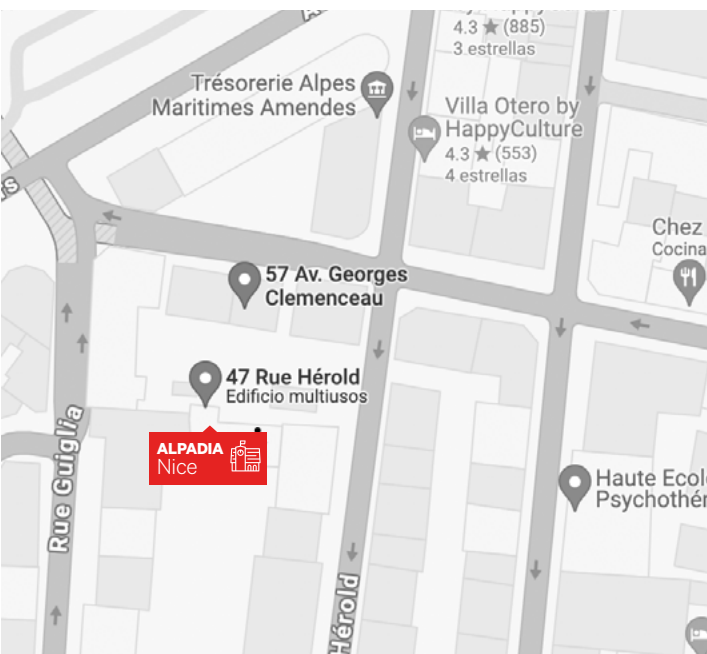 4.3 ★ (885)
3 estrellas
Trésorerie Alpes
Maritimes Amendes
Villa Otero by
HappyCulture
4.3 ★ (553)
4 estrellas
Chez
Cocina
57 Av. Georges
Clemenceau
47 Rue Hérold
Edificio multiusos
ALPADIA
Nice
Rue Guiglia
Haute Ecol
Psychothér
Hérold